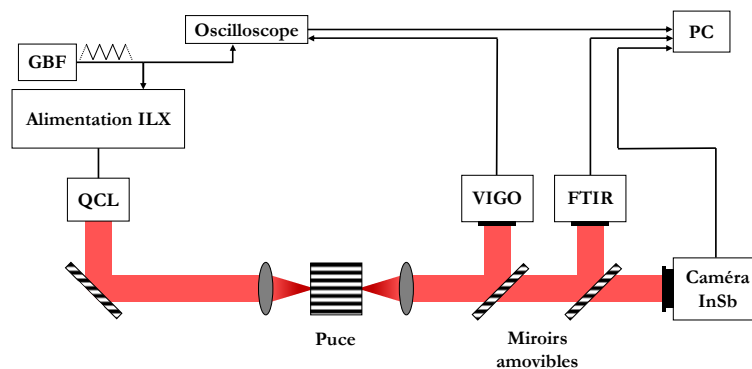 Oscilloscope
PC
GBF
Alimentation ILX
QCL
VIGO
FTIR
Caméra
InSb
Puce
Miroirs
amovibles